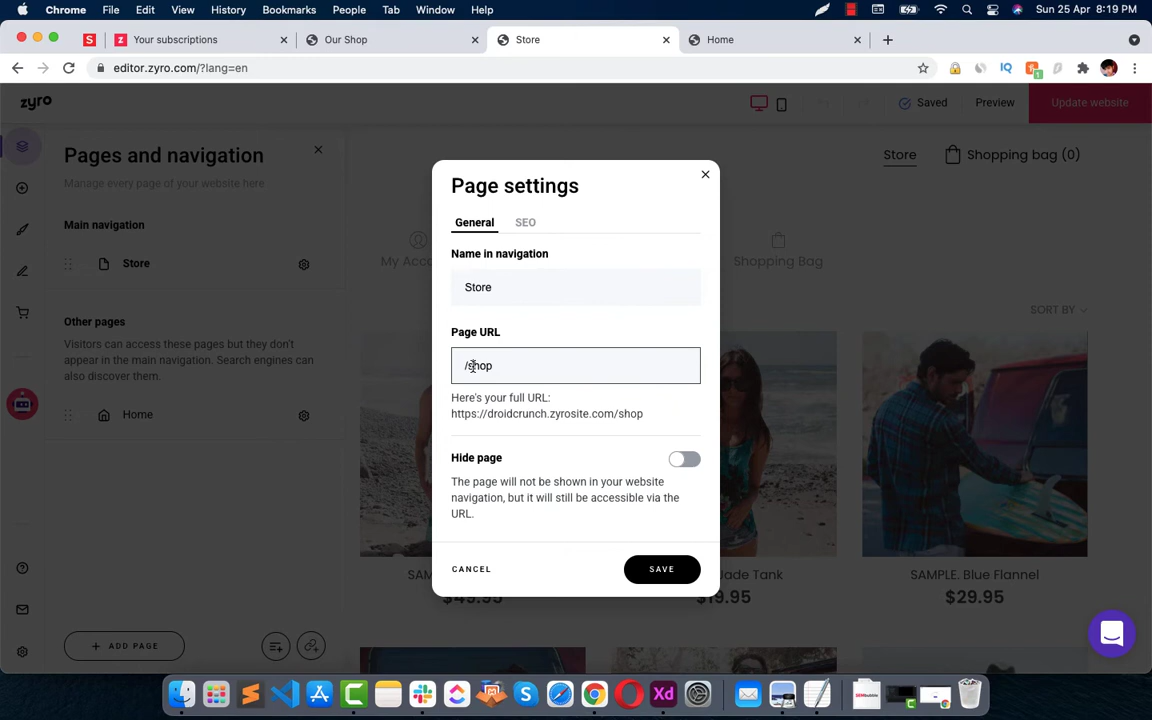 Chrome File Edit View History Bookmarks People Tab Window Help Sun 25 Apr 8:19 PM
S z Your subscriptions Our Shop Store Home
editor.zyro.com/?lang=en IQ 1
zyro Saved Preview Update website
Pages and navigation
Manage every page of your website here
Main navigation
Store
Other pages
Visitors can access these pages but they don't
appear in the main navigation. Search engines can
also discover them.
Home
ADD PAGE
Store Shopping bag (0)
Shopping Bag
SORT BY
Page settings
General SEO
Name in navigation
Store
Page URL
/shop
Here's your full URL:
https://droidcrunch.zyrosite.com/shop
Hide page
The page will not be shown in your website
navigation, but it will still be accessible via the
URL.
CANCEL SAVE
Jade Tank SAMPLE. Blue Flannel
$49.95 $19.95 $29.95
Xd